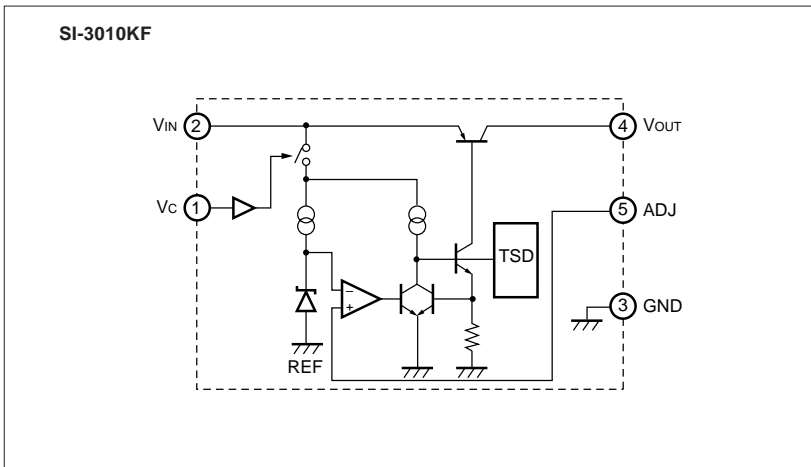 SI-3010KF
VIN 2
4 VOUT
VC 1
5 ADJ
TSD
− +
3 GND
REF